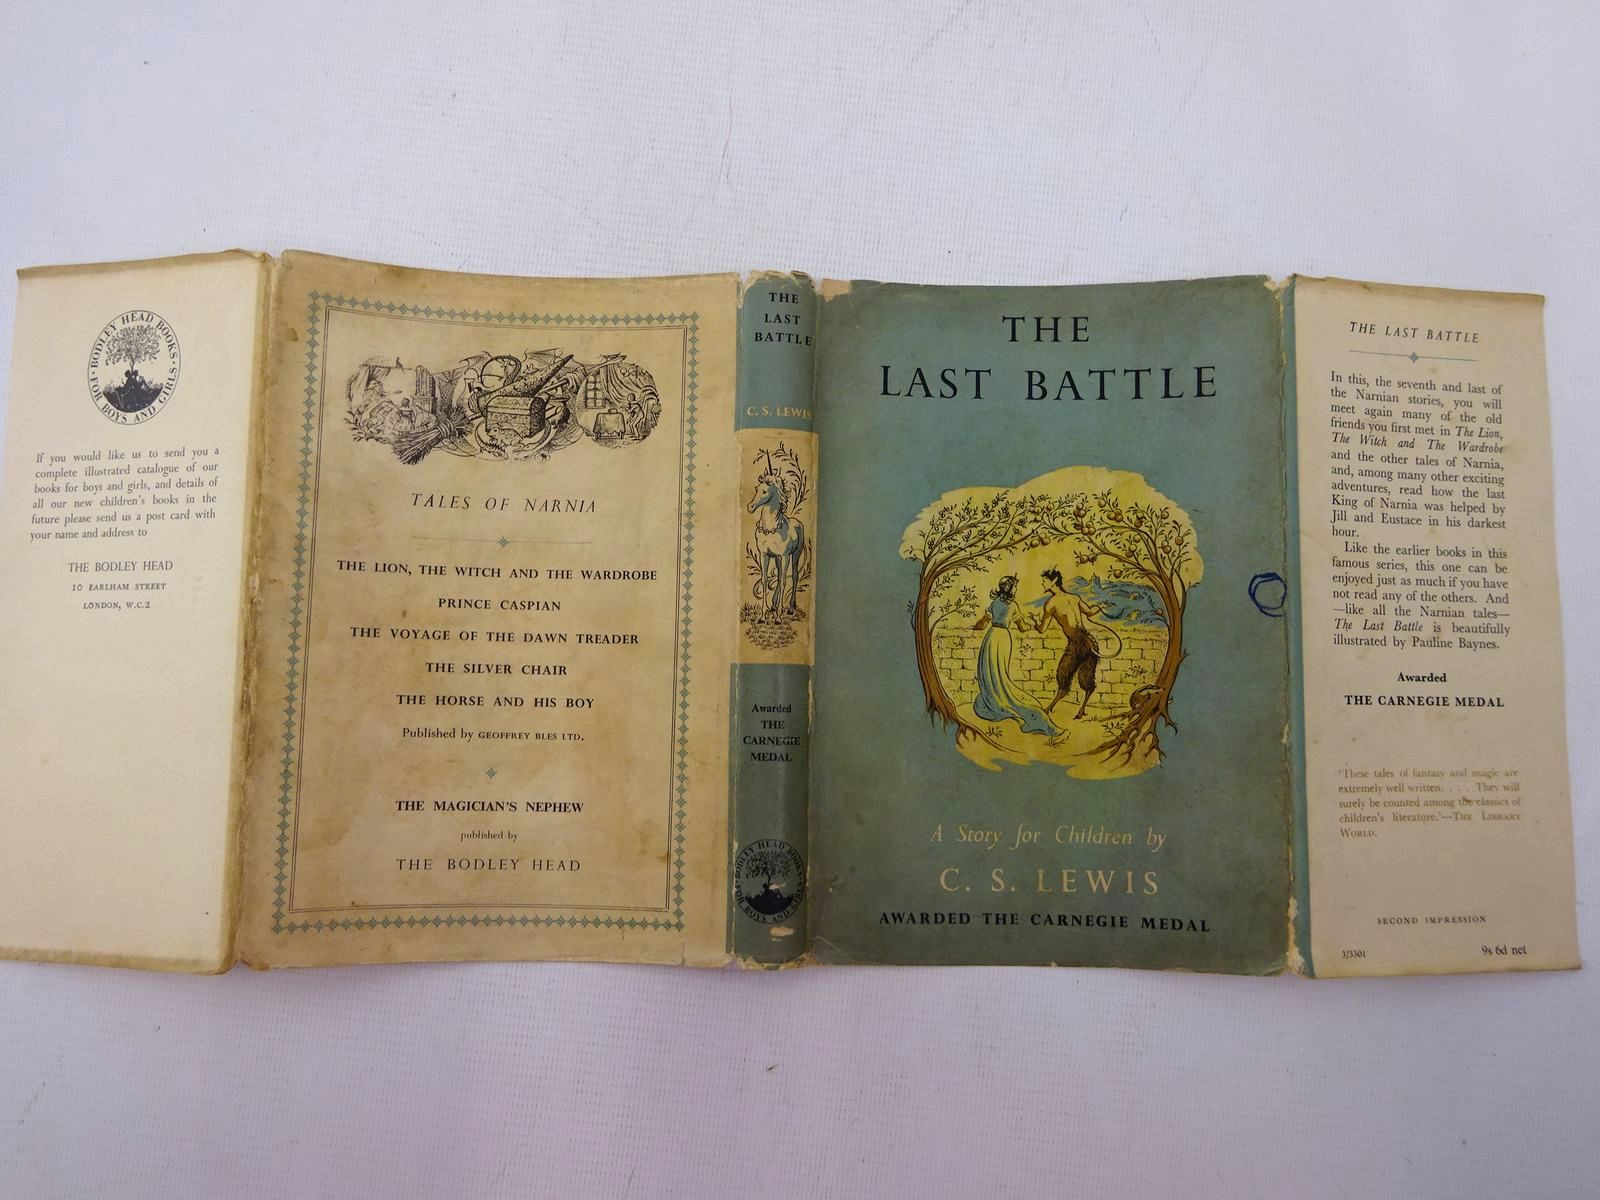 BODLEY HEAD BOOKS
FOR BOYS AND GIRLS
If you would like us to send you a
complete illustrated catalogue of our
books for boys and girls, and details of
all our new children's books in the
future please send us a post card with
your name and address to
THE BODLEY HEAD
10 EARLHAM STREET
LONDON, W.C.2
TALES OF NARNIA
THE LION, THE WITCH AND THE WARDROBE
PRINCE CASPIAN
THE VOYAGE OF THE DAWN TREADER
THE SILVER CHAIR
THE HORSE AND HIS BOY
Published by GEOFFREY BLES LTD.
THE MAGICIAN'S NEPHEW
published by
THE BODLEY HEAD
THE
LAST
BATTLE
C. S. LEWIS
Awarded
THE
CARNEGIE
MEDAL
BODLEY HEAD BOOKS
FOR BOYS AND GIRLS
THE
LAST BATTLE
A Story for Children by
C. S. LEWIS
AWARDED THE CARNEGIE MEDAL
THE LAST BATTLE
In this, the seventh and last of
the Narnian stories, you will
meet again many of the old
friends you first met in The Lion,
The Witch and The Wardrobe
and the other tales of Narnia,
and, among many other exciting
adventures, read how the last
King of Narnia was helped by
Jill and Eustace in his darkest
hour.
Like the earlier books in this
famous series, this one can be
enjoyed just as much if you have
not read any of the others. And
—like all the Narnian tales—
The Last Battle is beautifully
illustrated by Pauline Baynes.
Awarded
THE CARNEGIE MEDAL
'These tales of fantasy and magic are
extremely well written. . . . They will
surely be counted among the classics of
children's literature.'—THE LIBRARY
WORLD.
SECOND IMPRESSION
3/3301
9s 6d net